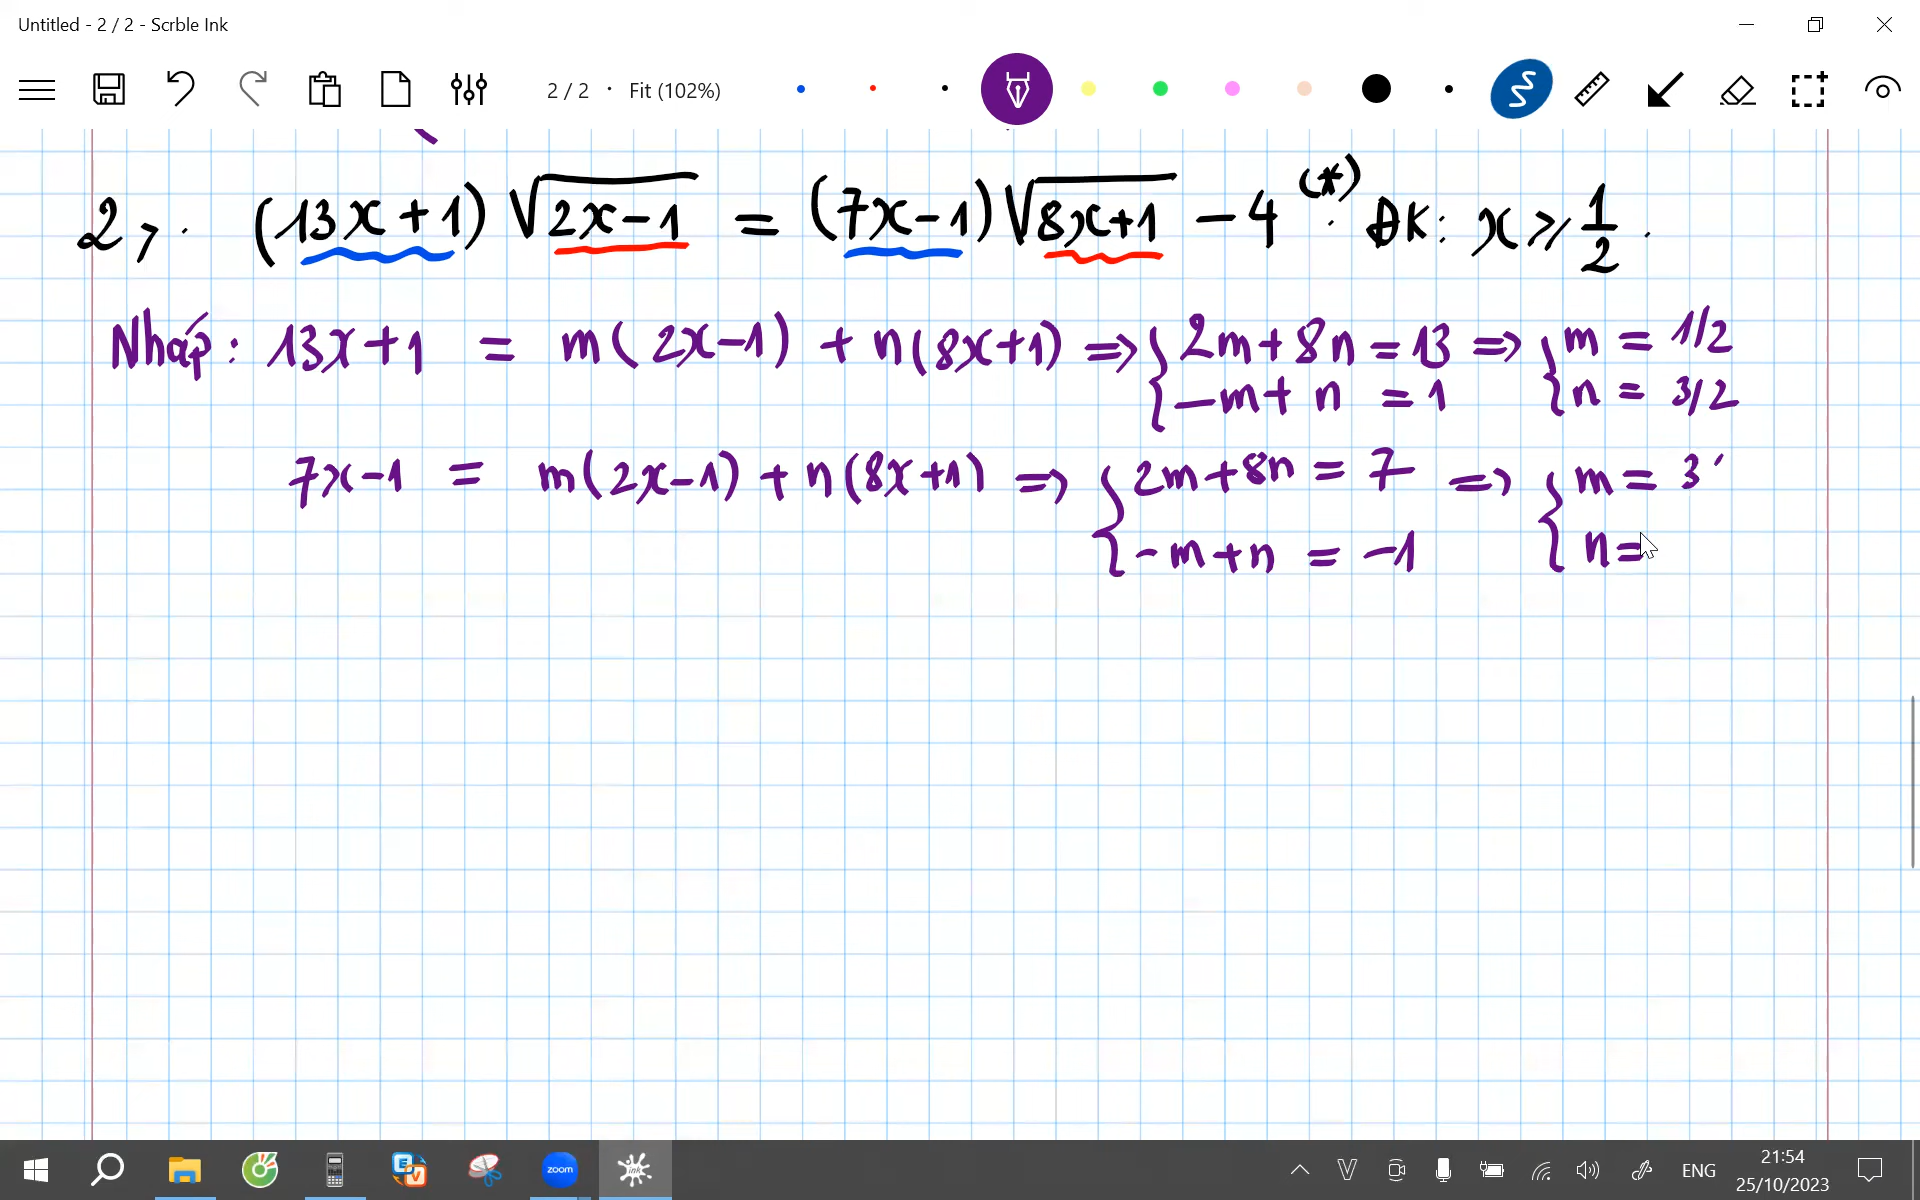 Untitled - 2 / 2 - Scrble Ink
2 / 2 · Fit (102%)
2, . (13x + 1) √(2x - 1) = (7x - 1) √(8x + 1) - 4 (*) . ĐK: x ⩾ 1/2 .
Nháp: 13x + 1 = m(2x - 1) + n(8x + 1) => { 2m + 8n = 13 => { m = 1/2
-m + n = 1 n = 3/2
7x - 1 = m(2x - 1) + n(8x + 1) => { 2m + 8n = 7 => { m = 3
-m + n = -1 n =
zoom ink ENG 21:54
25/10/2023